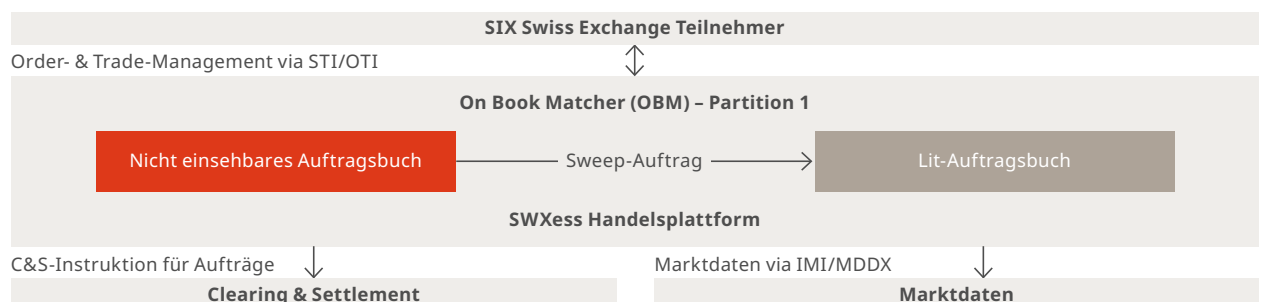 SIX Swiss Exchange Teilnehmer
Order- & Trade-Management via STI/OTI
On Book Matcher (OBM) – Partition 1
Nicht einsehbares Auftragsbuch
Sweep-Auftrag
Lit-Auftragsbuch
SWXess Handelsplattform
C&S-Instruktion für Aufträge
Marktdaten via IMI/MDDX
Clearing & Settlement
Marktdaten